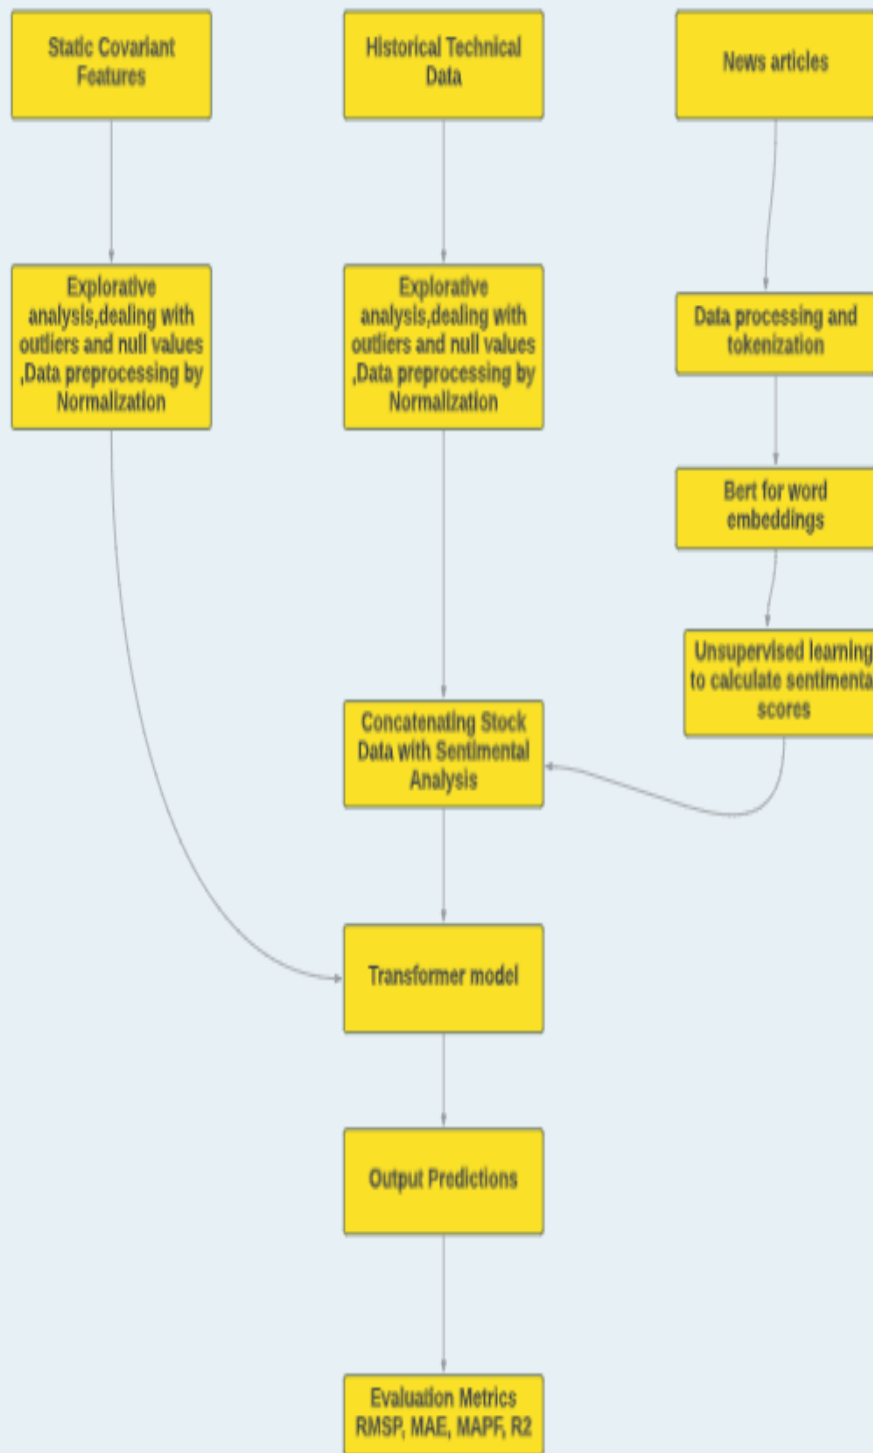 Static Covariant
Features
Historical Technical
Data
News articles
Explorative
analysis,dealing with
outliers and null values
,Data preprocessing by
Normalization
Explorative
analysis,dealing with
outliers and null values
,Data preprocessing by
Normalization
Data processing and
tokenization
Bert for word
embeddings
Unsupervised learning
to calculate sentimenta
scores
Concatenating Stock
Data with Sentimental
Analysis
Transformer model
Output Predictions
Evaluation Metrics
RMSP, MAE, MAPF, R2